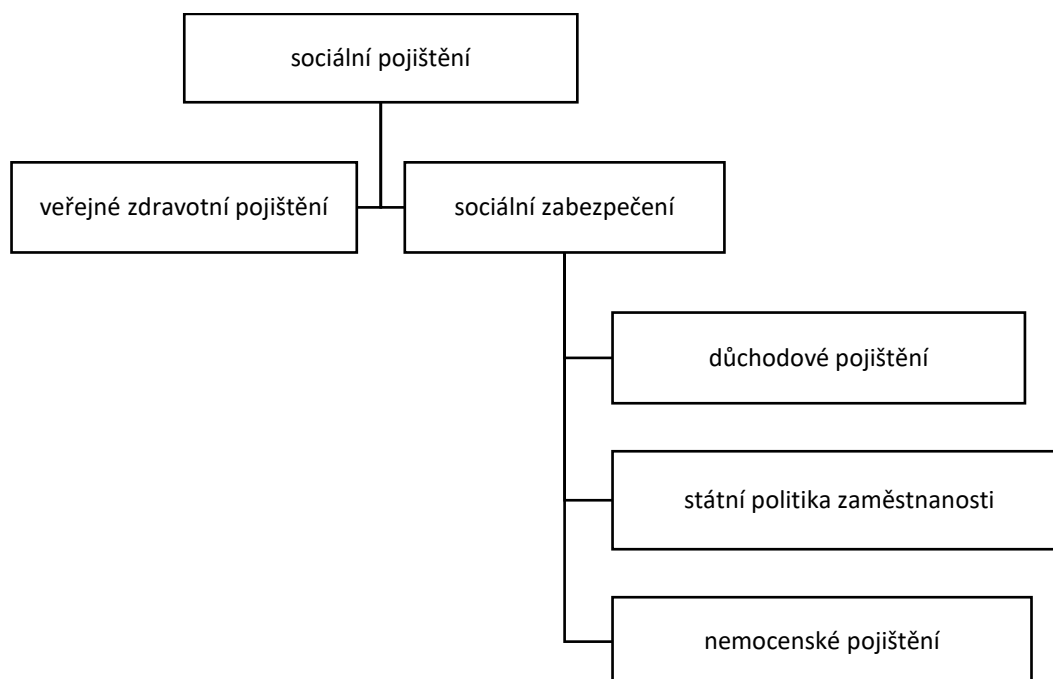 sociální pojištění
veřejné zdravotní pojištění
sociální zabezpečení
důchodové pojištění
státní politika zaměstnanosti
nemocenské pojištění